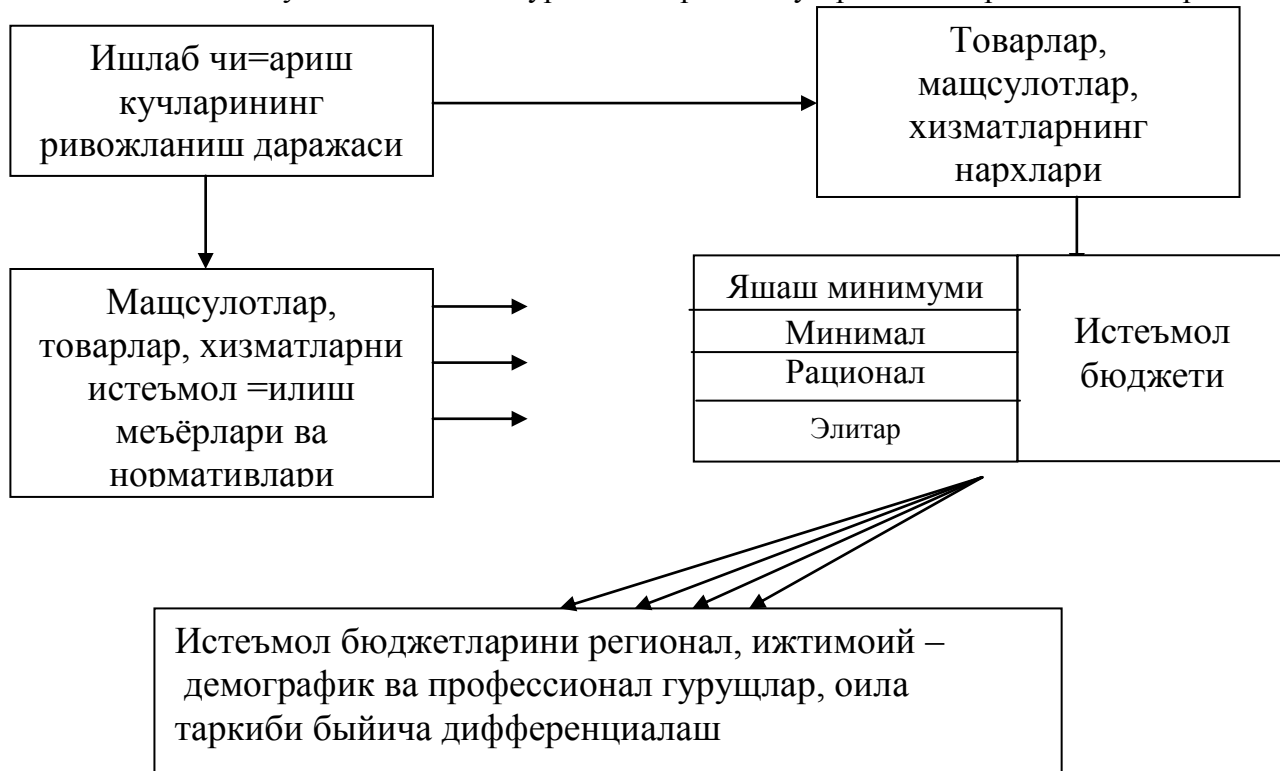 Ишлаб чи=ариш
кучларининг
ривожланиш даражаси
Товарлар,
мащсулотлар,
хизматларнинг
нархлари
Мащсулотлар,
товарлар, хизматларни
истеъмол =илиш
меъёрлари ва
нормативлари
Яшаш минимуми
Минимал
Рационал
Элитар
Истеъмол
бюджети
Истеъмол бюджетларини регионал, ижтимоий –
демографик ва профессионал гурущлар, оила
таркиби быйича дифференциалаш